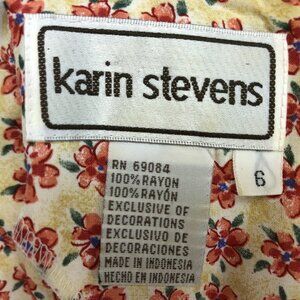 karin stevens
RN 69084
100% RAYON
100% RAYÓN
EXCLUSIVE OF
DECORATIONS
EXCLUSIVO DE
DECORACIONES
MADE IN INDONESIA
HECHO EN INDONESIA
6